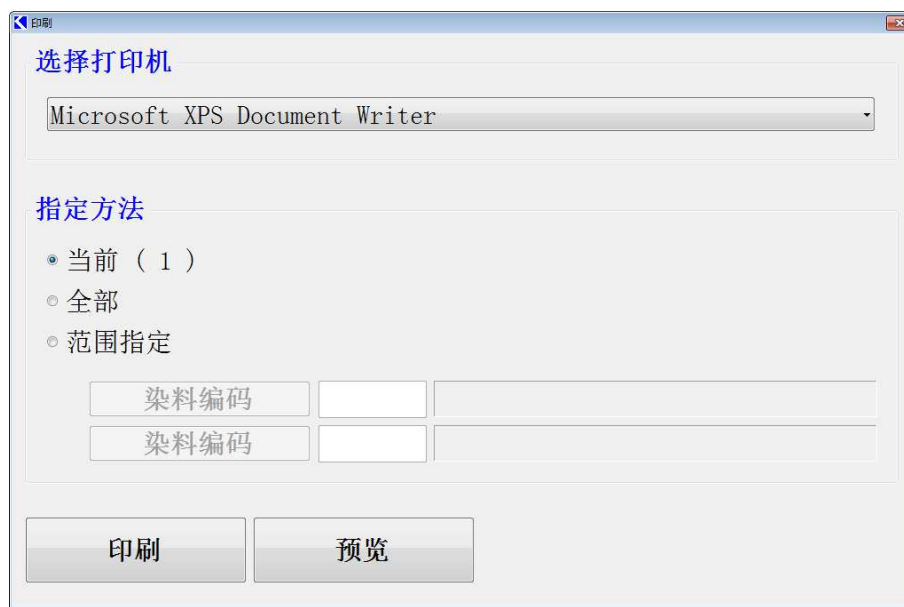 印刷
选择打印机
Microsoft XPS Document Writer
指定方法
当前 ( 1 )
全部
范围指定
染料编码
染料编码
印刷 预览